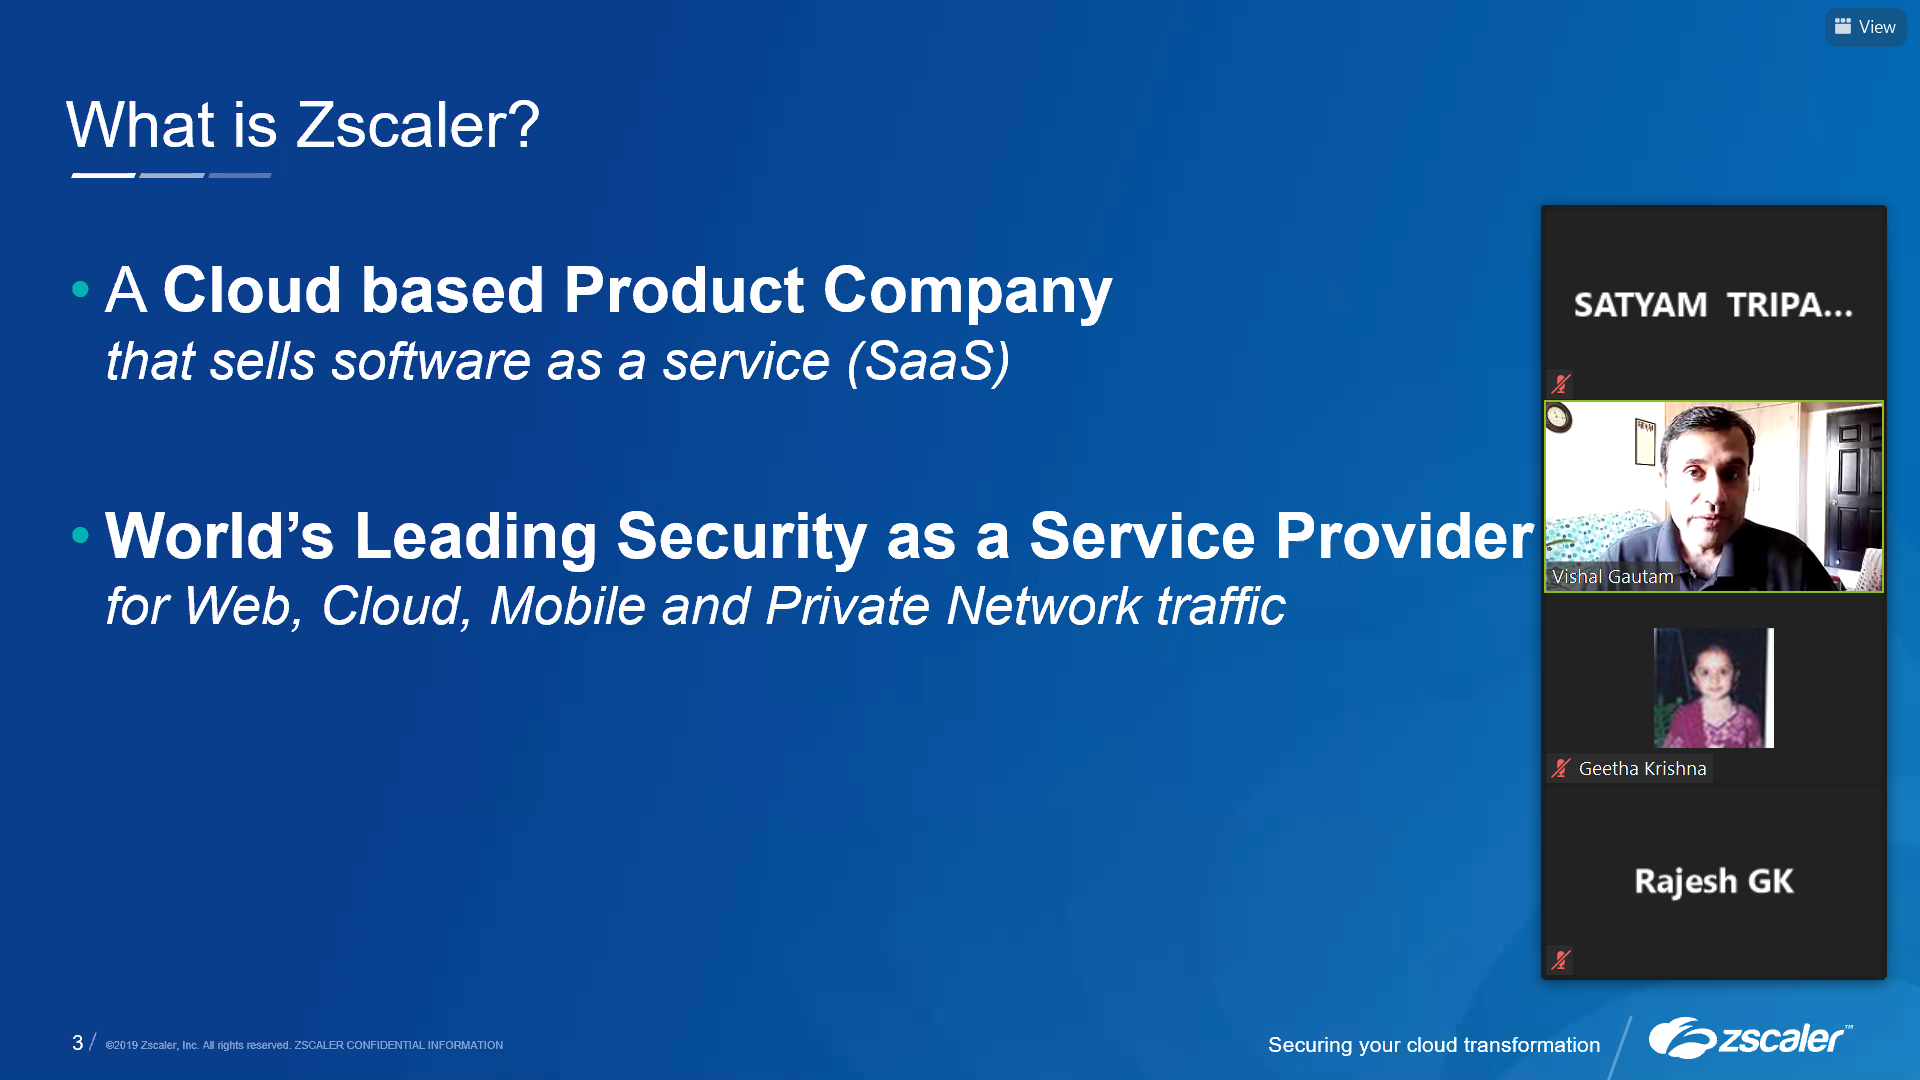 View
What is Zscaler?
• A Cloud based Product Company
that sells software as a service (SaaS)
• World’s Leading Security as a Service Provider
for Web, Cloud, Mobile and Private Network traffic
SATYAM TRIPA...
Vishal Gautam
Geetha Krishna
Rajesh GK
3 / ©2019 Zscaler, Inc. All rights reserved. ZSCALER CONFIDENTIAL INFORMATION
Securing your cloud transformation
zscaler™